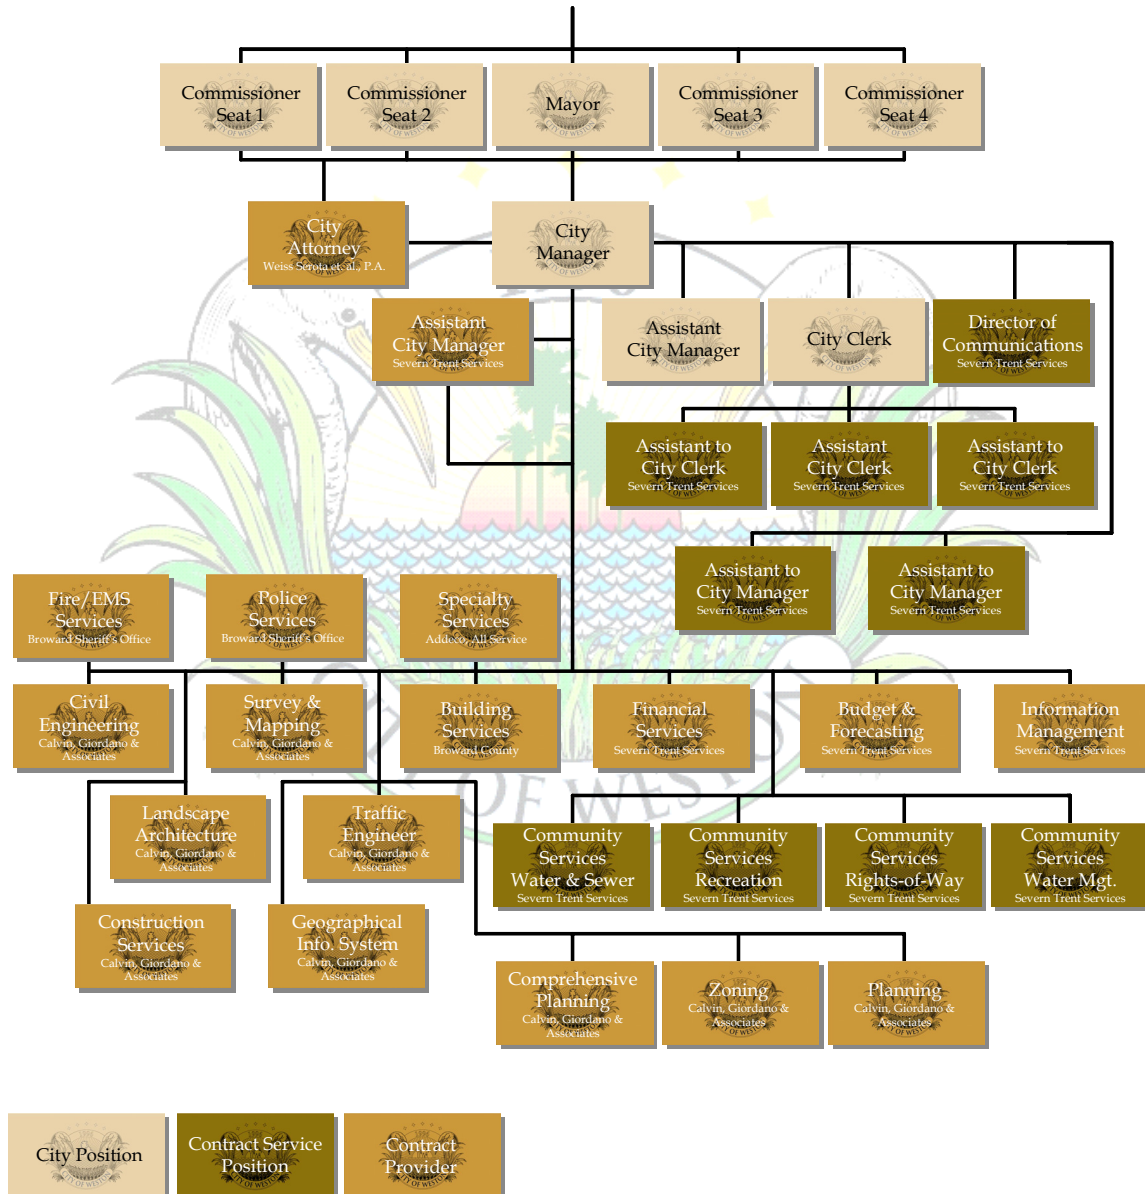 Commissioner
Seat 1
Commissioner
Seat 2
Mayor
Commissioner
Seat 3
Commissioner
Seat 4
City
Attorney
Weiss Serota et. al., P.A.
City
Manager
Assistant
City Manager
Severn Trent Services
Assistant
City Manager
City Clerk
Director of
Communications
Severn Trent Services
Assistant to
City Clerk
Severn Trent Services
Assistant
City Clerk
Severn Trent Services
Assistant to
City Clerk
Severn Trent Services
Assistant to
City Manager
Severn Trent Services
Assistant to
City Manager
Severn Trent Services
Fire/EMS
Services
Broward Sheriff's Office
Police
Services
Broward Sheriff's Office
Specialty
Services
Addeco, All Service
Civil
Engineering
Calvin, Giordano &
Associates
Survey &
Mapping
Calvin, Giordano &
Associates
Building
Services
Broward County
Financial
Services
Severn Trent Services
Budget &
Forecasting
Severn Trent Services
Information
Management
Severn Trent Services
Landscape
Architecture
Calvin, Giordano &
Associates
Traffic
Engineer
Calvin, Giordano &
Associates
Community
Services
Water & Sewer
Severn Trent Services
Community
Services
Recreation
Severn Trent Services
Community
Services
Rights-of-Way
Severn Trent Services
Community
Services
Water Mgt.
Severn Trent Services
Construction
Services
Calvin, Giordano &
Associates
Geographical
Info. System
Calvin, Giordano &
Associates
Comprehensive
Planning
Calvin, Giordano &
Associates
Zoning
Calvin, Giordano &
Associates
Planning
Calvin, Giordano &
Associates
CITY OF WESTON
City Position
Contract Service
Position
Contract
Provider